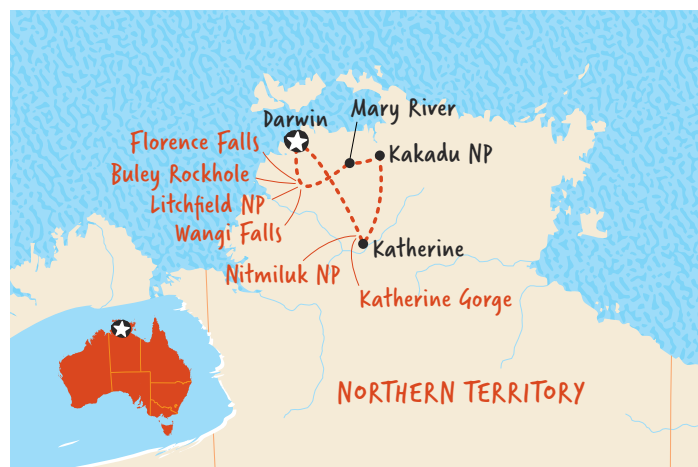 Mary River
Darwin
Florence Falls
Kakadu NP
Buley Rockhole
Litchfield NP
Wangi Falls
Katherine
Nitmiluk NP
Katherine Gorge
NORTHERN TERRITORY